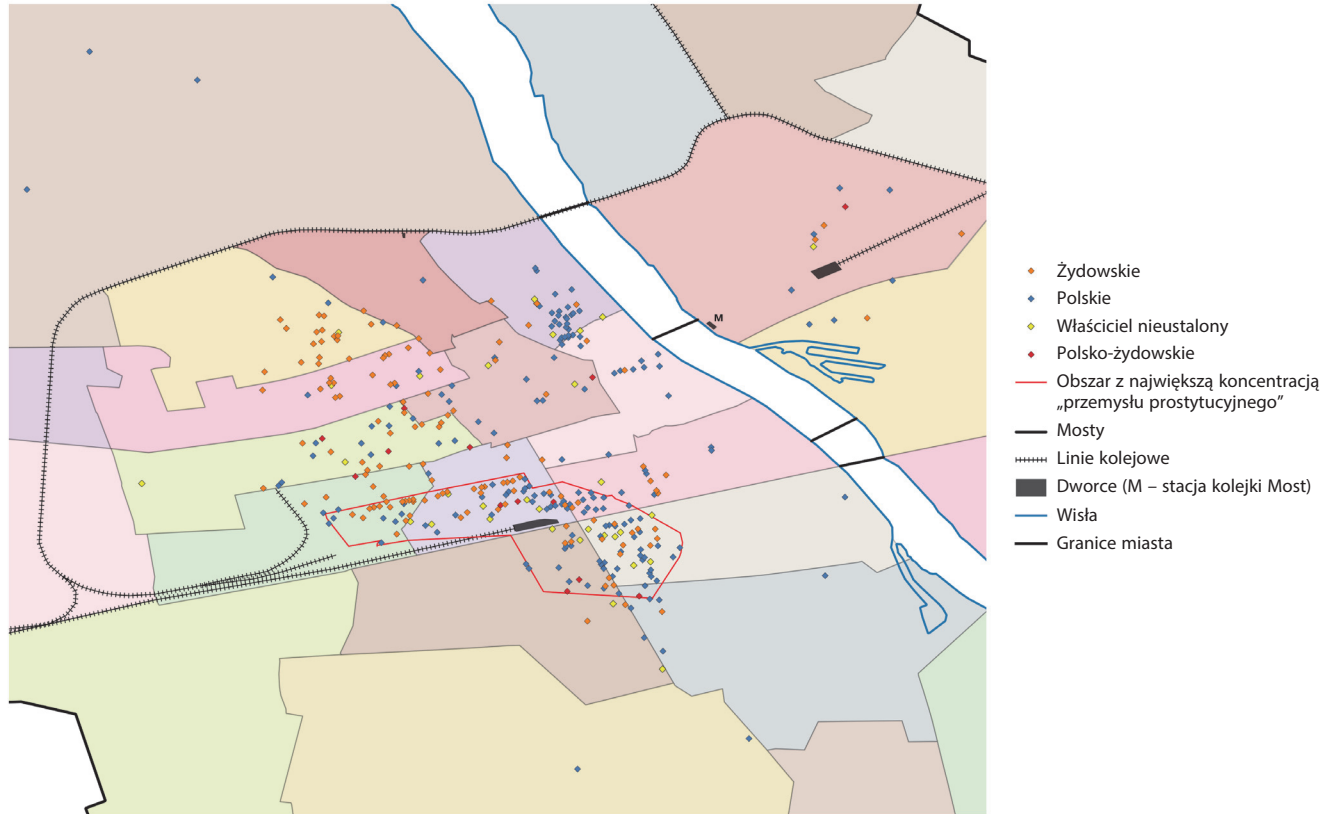 M
Żydowskie
Polskie
Właściciel nieustalony
Polsko-żydowskie
Obszar z największą koncentracją
„przemysłu prostytucyjnego”
Mosty
Linie kolejowe
Dworce (M – stacja kolejki Most)
Wisła
Granice miasta